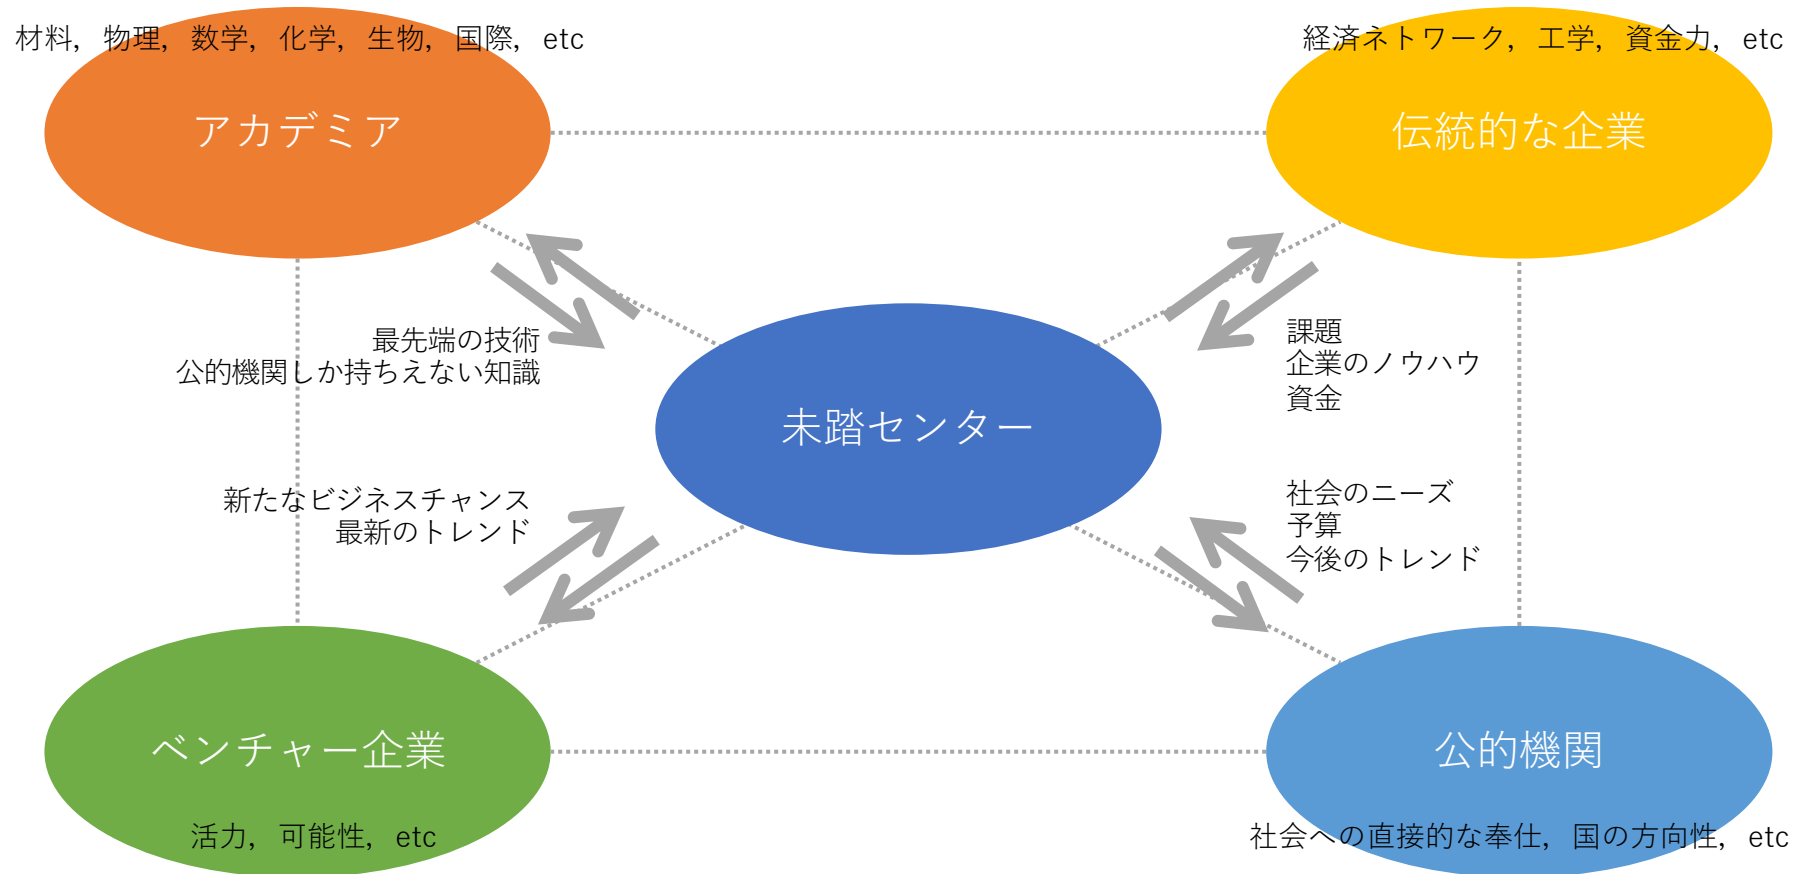 材料，物理，数学，化学，生物，国際，etc
経済ネトワーク，工学，資金力，etc
アカデミア
伝統的な企業
最先端の技術
公的機関しか持ちえない知識
課題
企業のノウハウ
資金
未踏センター
新たなビジネスチャンス
最新のトレンド
社会のニーズ
予算
今後のトレンド
ベンチャー企業
公的機関
活力，可能性，etc
社会への直接的な奉仕，国の方向性，etc